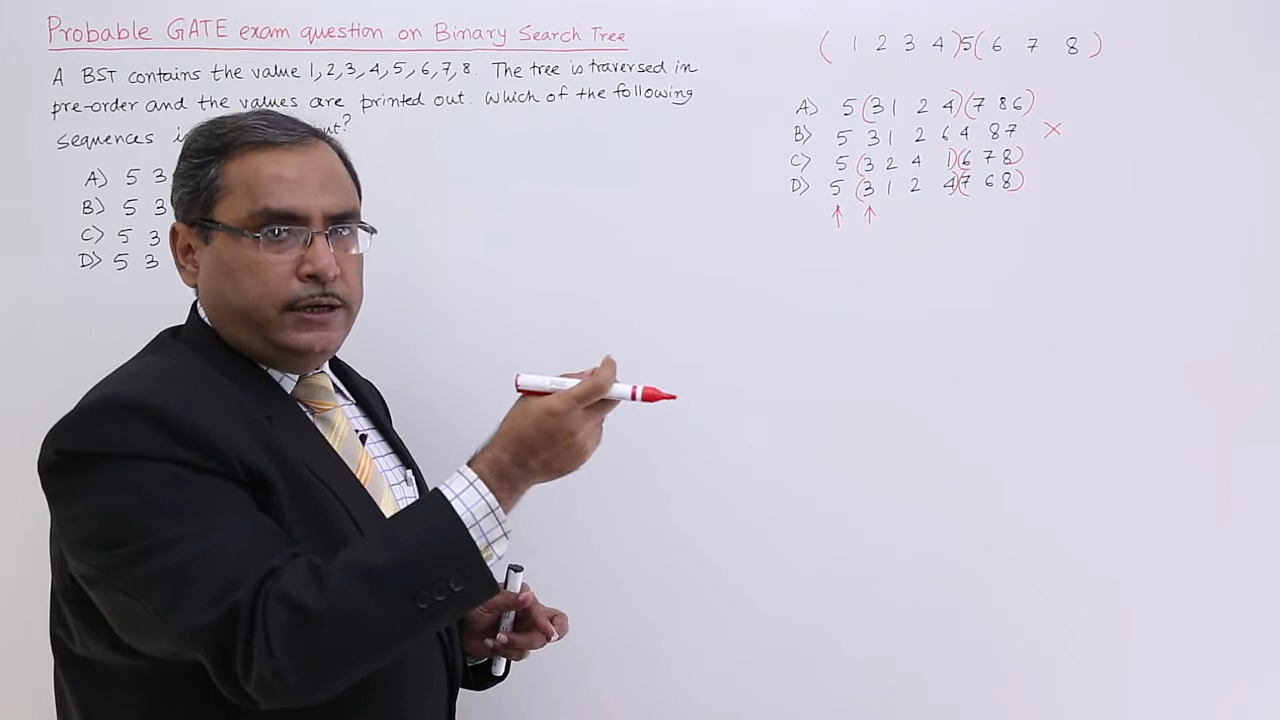 Probable GATE exam question on Binary Search Tree
A BST contains the value 1, 2, 3, 4, 5, 6, 7, 8. The tree is traversed in
pre-order and the values are printed out. Which of the following
sequences
A) 5 3
B) 5 3
C) 5 3
D) 5 3
( 1 2 3 4)5(6 7 8 )
A) 5 (3 1 2 4)(7 8 6)
B) 5 3 1 2 6 4 8 7 ×
C) 5 (3 2 4 1)(6 7 8)
D) 5 (3 1 2 4)(7 6 8)
↑ ↑